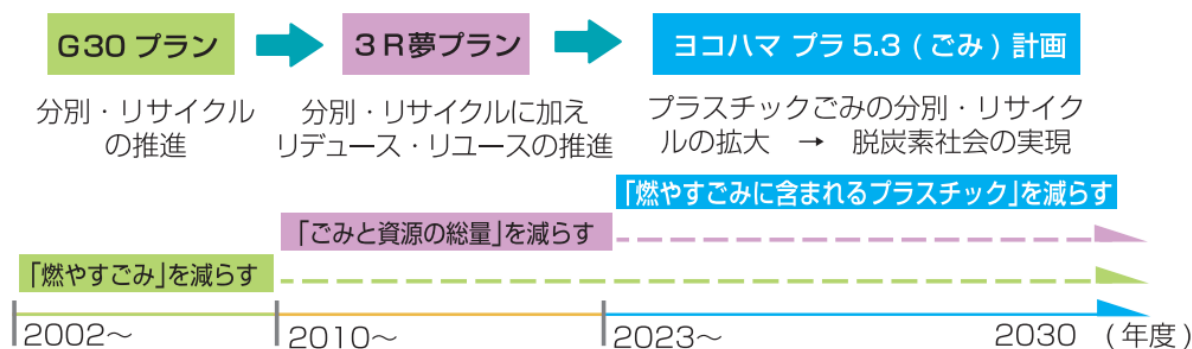 G30 プラン
3R夢プラン
ヨコハマ プラ 5.3 ( ごみ ) 計画
分別・リサイクル
の推進
分別・リサイクルに加え
リデュース・リユースの推進
プラスチックごみの分別・リサイク
ルの拡大　→　脱炭素社会の実現
「燃やすごみに含まれるプラスチック」を減らす
「ごみと資源の総量」を減らす
「燃やすごみ」を減らす
2002〜
2010〜
2023〜
2030 ( 年度 )